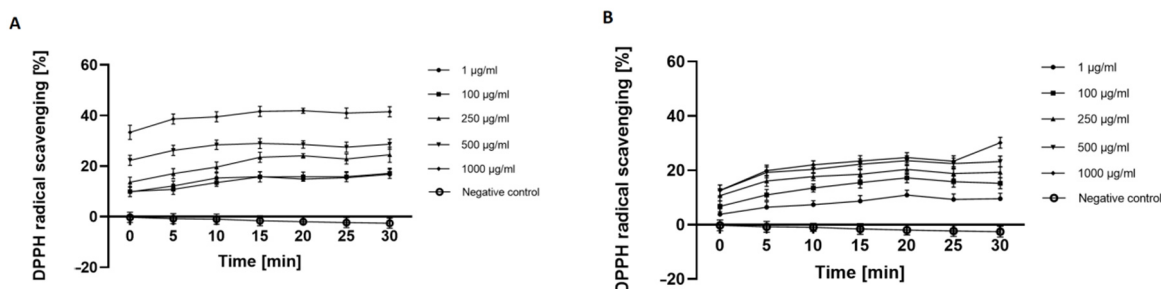 A
DPPH radical scavenging [%]
60
40
20
0
−20
0 5 10 15 20 25 30
Time [min]
1 µg/ml
100 µg/ml
250 µg/ml
500 µg/ml
1000 µg/ml
Negative control
B
DPPH radical scavenging [%]
60
40
20
0
−20
0 5 10 15 20 25 30
Time [min]
1 µg/ml
100 µg/ml
250 µg/ml
500 µg/ml
1000 µg/ml
Negative control